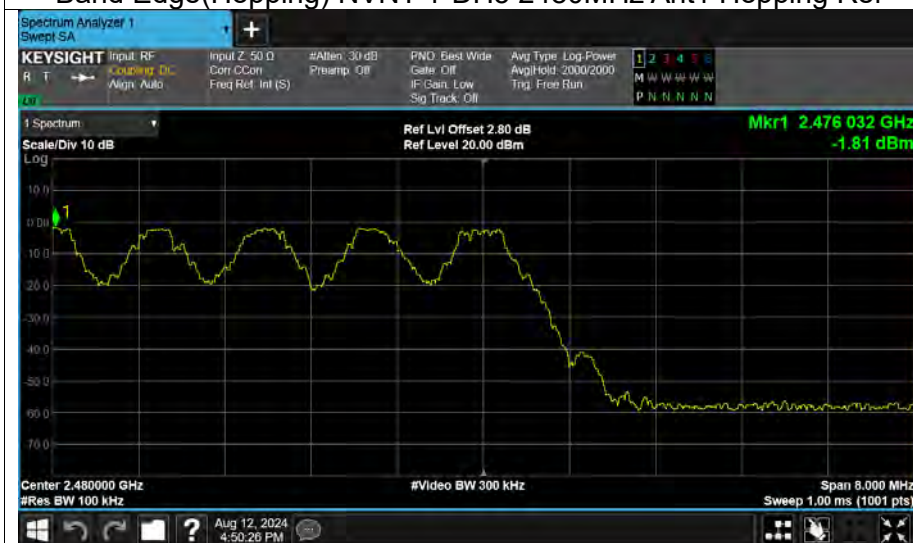 Band Edge(Hopping) NVNT 1-DH5 2480MHz Ant1 Hopping Ref
Spectrum Analyzer 1
Swept SA
+
KEYSIGHT
R T
Input: RF
Coupling: DC
Align: Auto
Input Z: 50 Ω
Corr CCorr
Freq Ref: Int (S)
#Atten: 30 dB
Preamp: Off
PNO: Best Wide
Gate: Off
IF Gain: Low
Sig Track: Off
Avg Type: Log-Power
Avg|Hold: 2000/2000
Trig: Free Run
1 2 3 4 5 6
M W W W W W
P N N N N N
1 Spectrum
Scale/Div 10 dB
Log
Ref Lvl Offset 2.80 dB
Ref Level 20.00 dBm
Mkr1 2.476 032 GHz
-1.81 dBm
10.0
0.00
1
-10.0
-20.0
-30.0
-40.0
-50.0
-60.0
-70.0
Center 2.480000 GHz
#Res BW 100 kHz
#Video BW 300 kHz
Span 8.000 MHz
Sweep 1.00 ms (1001 pts)
?
Aug 12, 2024
4:50:26 PM